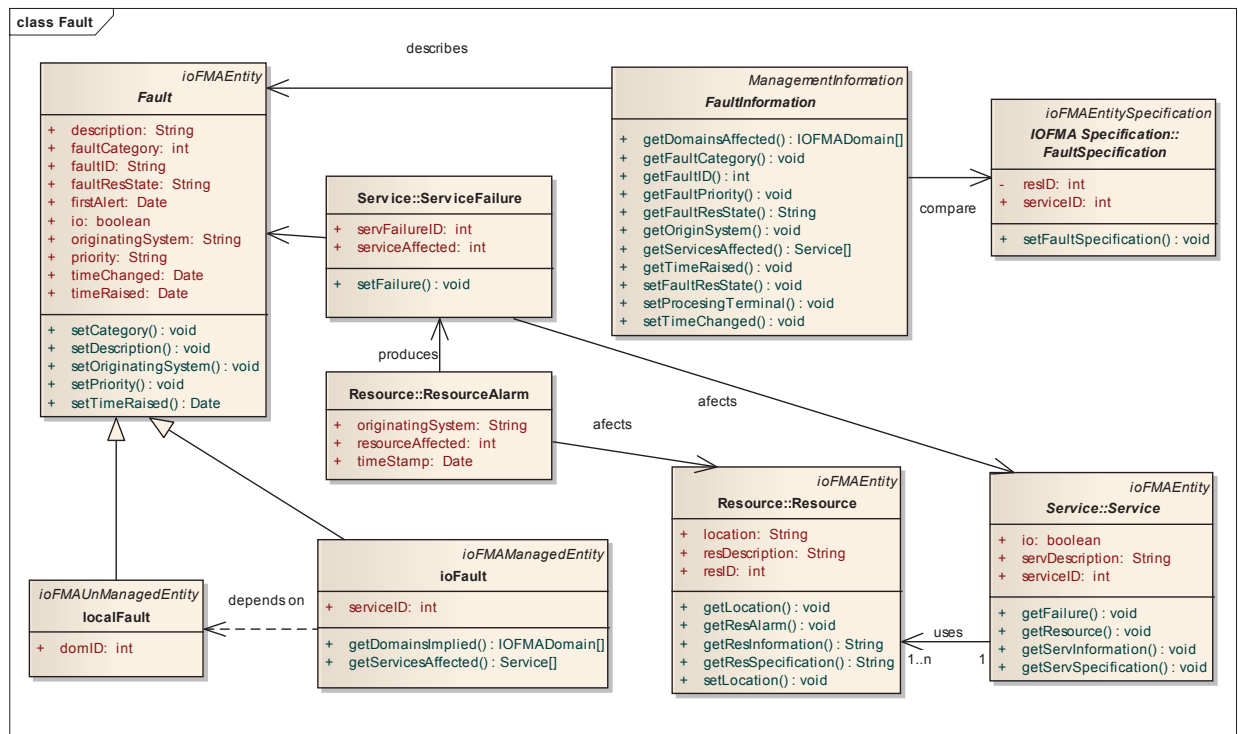 class Fault
describes
ioFMAEntity
Fault
+ description: String
+ faultCategory: int
+ faultID: String
+ faultResState: String
+ firstAlert: Date
+ io: boolean
+ originatingSystem: String
+ priority: String
+ timeChanged: Date
+ timeRaised: Date
+ setCategory() : void
+ setDescription() : void
+ setOriginatingSystem() : void
+ setPriority() : void
+ setTimeRaised() : Date
ManagementInformation
FaultInformation
+ getDomainsAffected() : IOFMADomain[]
+ getFaultCategory() : void
+ getFaultID() : int
+ getFaultPriority() : void
+ getFaultResState() : String
+ getOriginSystem() : void
+ getServicesAffected() : Service[]
+ getTimeRaised() : void
+ setFaultResState() : void
+ setProcesingTerminal() : void
+ setTimeChanged() : void
compare
ioFMAEntitySpecification
IOFMA Specification::
FaultSpecification
- resID: int
+ serviceID: int
+ setFaultSpecification() : void
Service::ServiceFailure
+ servFailureID: int
+ serviceAffected: int
+ setFailure() : void
produces
afects
Resource::ResourceAlarm
+ originatingSystem: String
+ resourceAffected: int
+ timeStamp: Date
afects
ioFMAEntity
Resource::Resource
+ location: String
+ resDescription: String
+ resID: int
+ getLocation() : void
+ getResAlarm() : void
+ getResInformation() : String
+ getResSpecification() : String
+ setLocation() : void
uses
1..n
1
ioFMAEntity
Service::Service
+ io: boolean
+ servDescription: String
+ serviceID: int
+ getFailure() : void
+ getResource() : void
+ getServInformation() : void
+ getServSpecification() : void
ioFMAUnManagedEntity
localFault
+ domID: int
depends on
ioFMAManagedEntity
ioFault
+ serviceID: int
+ getDomainsImplied() : IOFMADomain[]
+ getServicesAffected() : Service[]